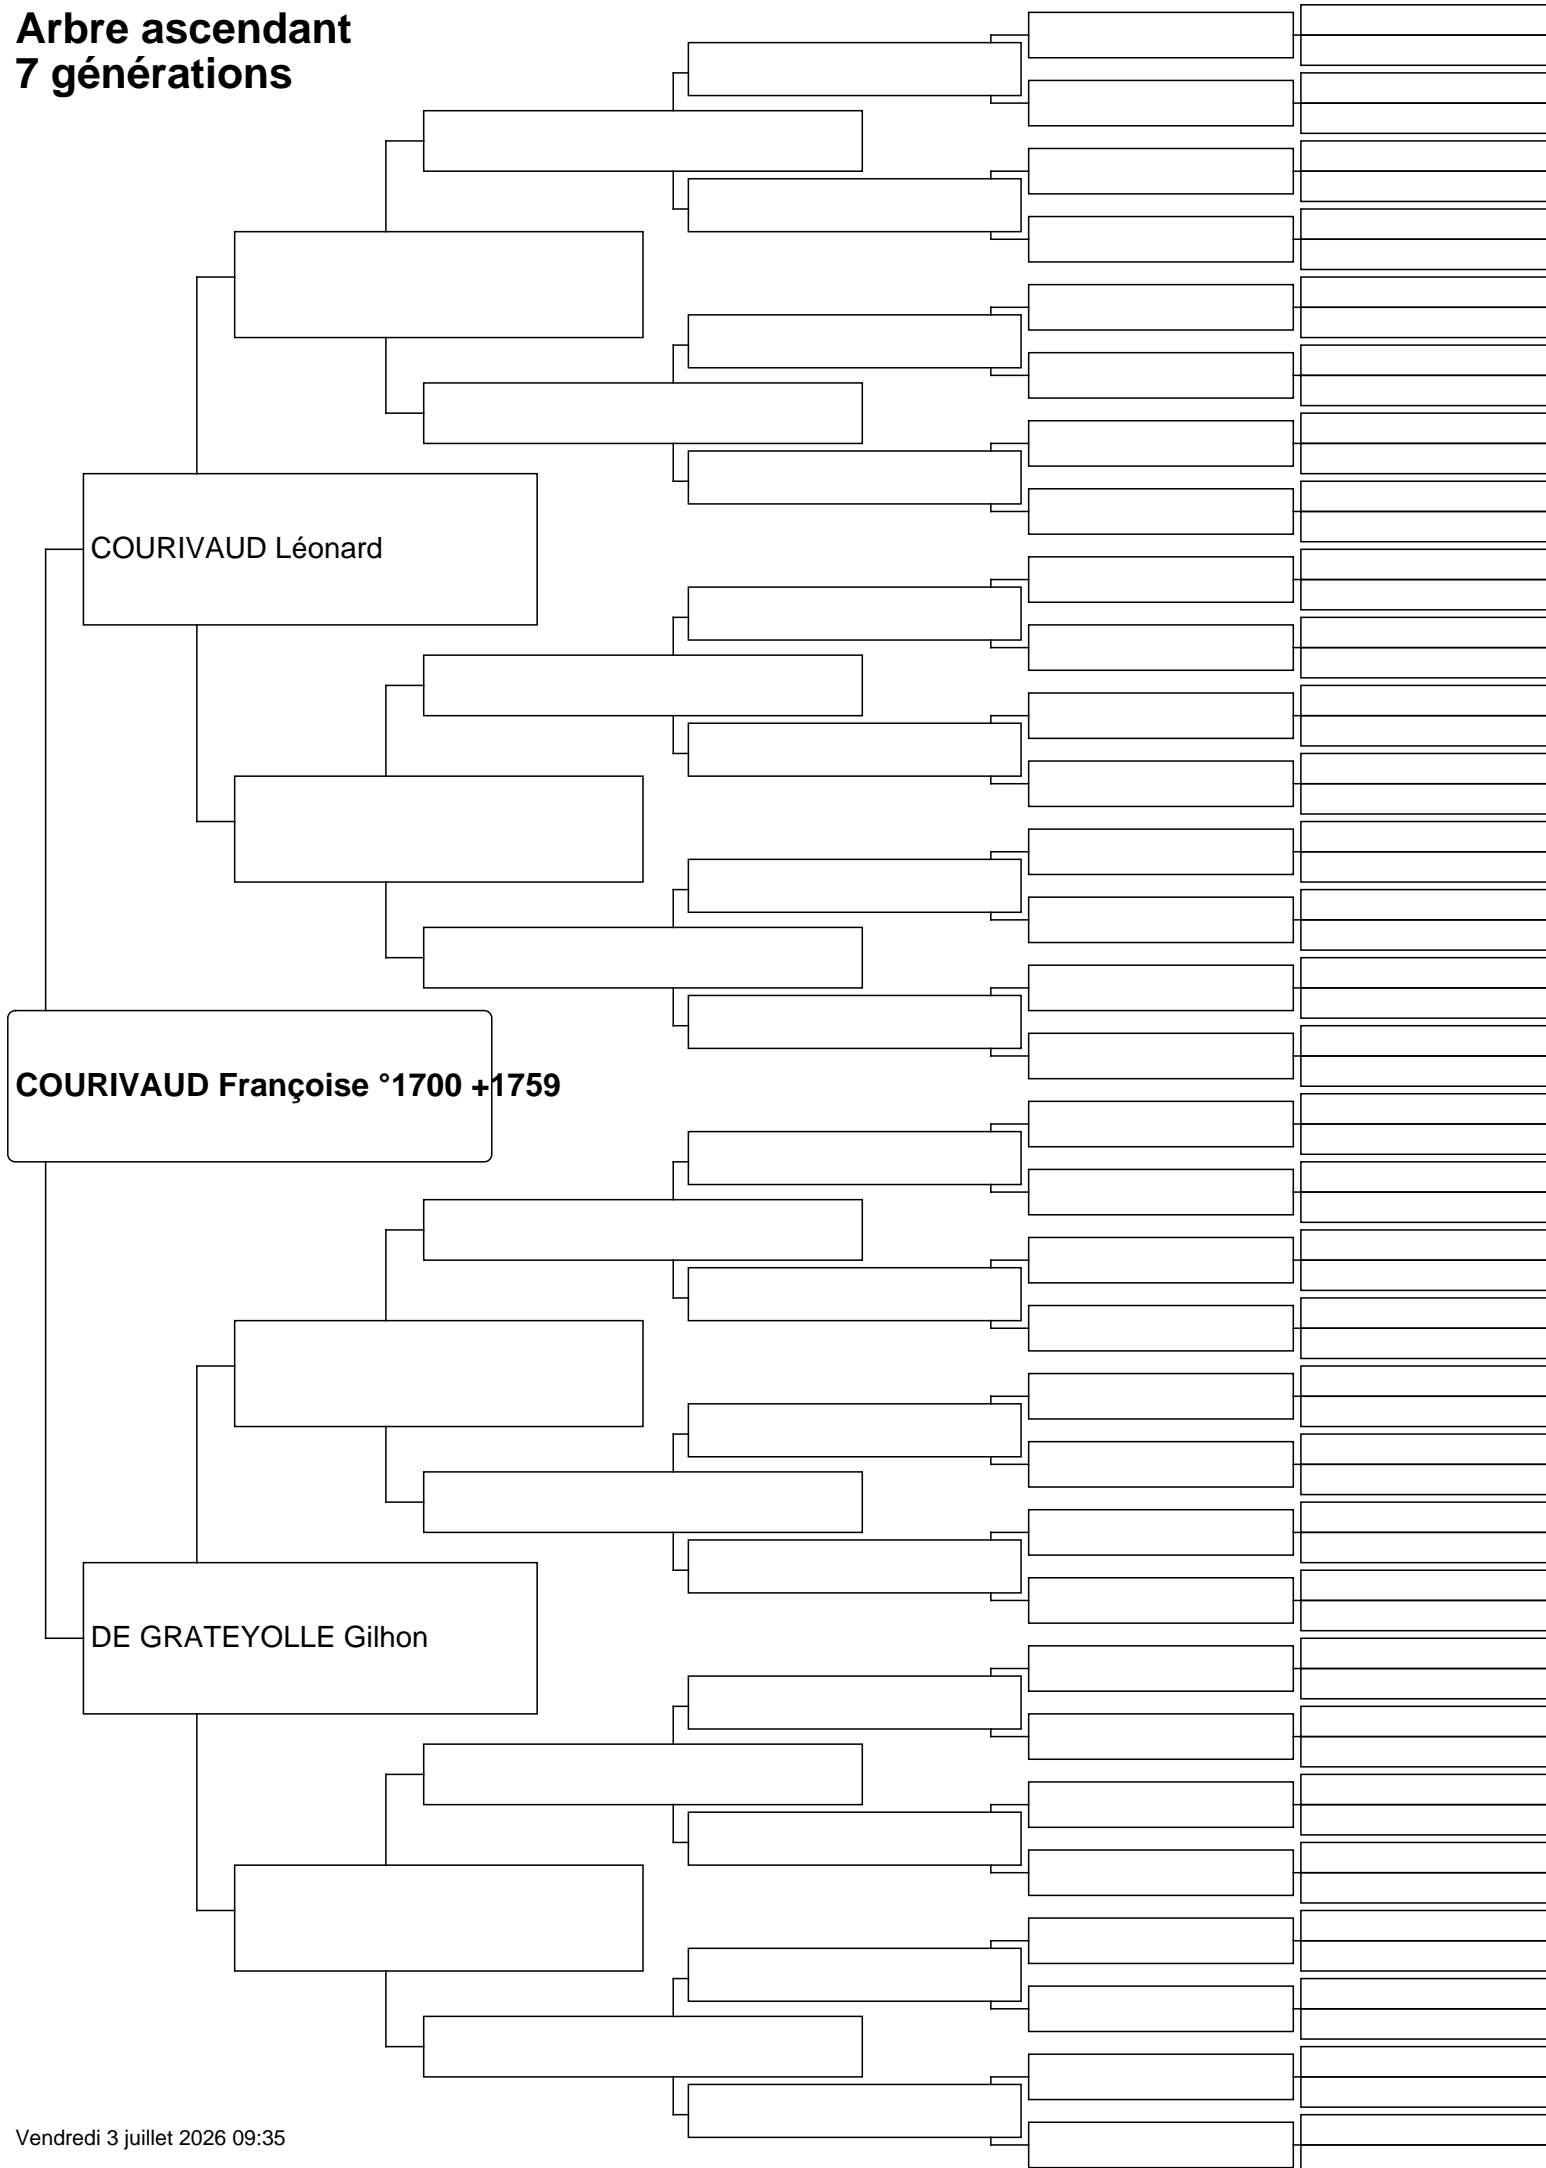 Arbre ascendant
7 générations
COURIVAUD Léonard
COURIVAUD Françoise °1700 +1759
DE GRATEYOLLE Gilhon
Vendredi 3 juillet 2026 09:35